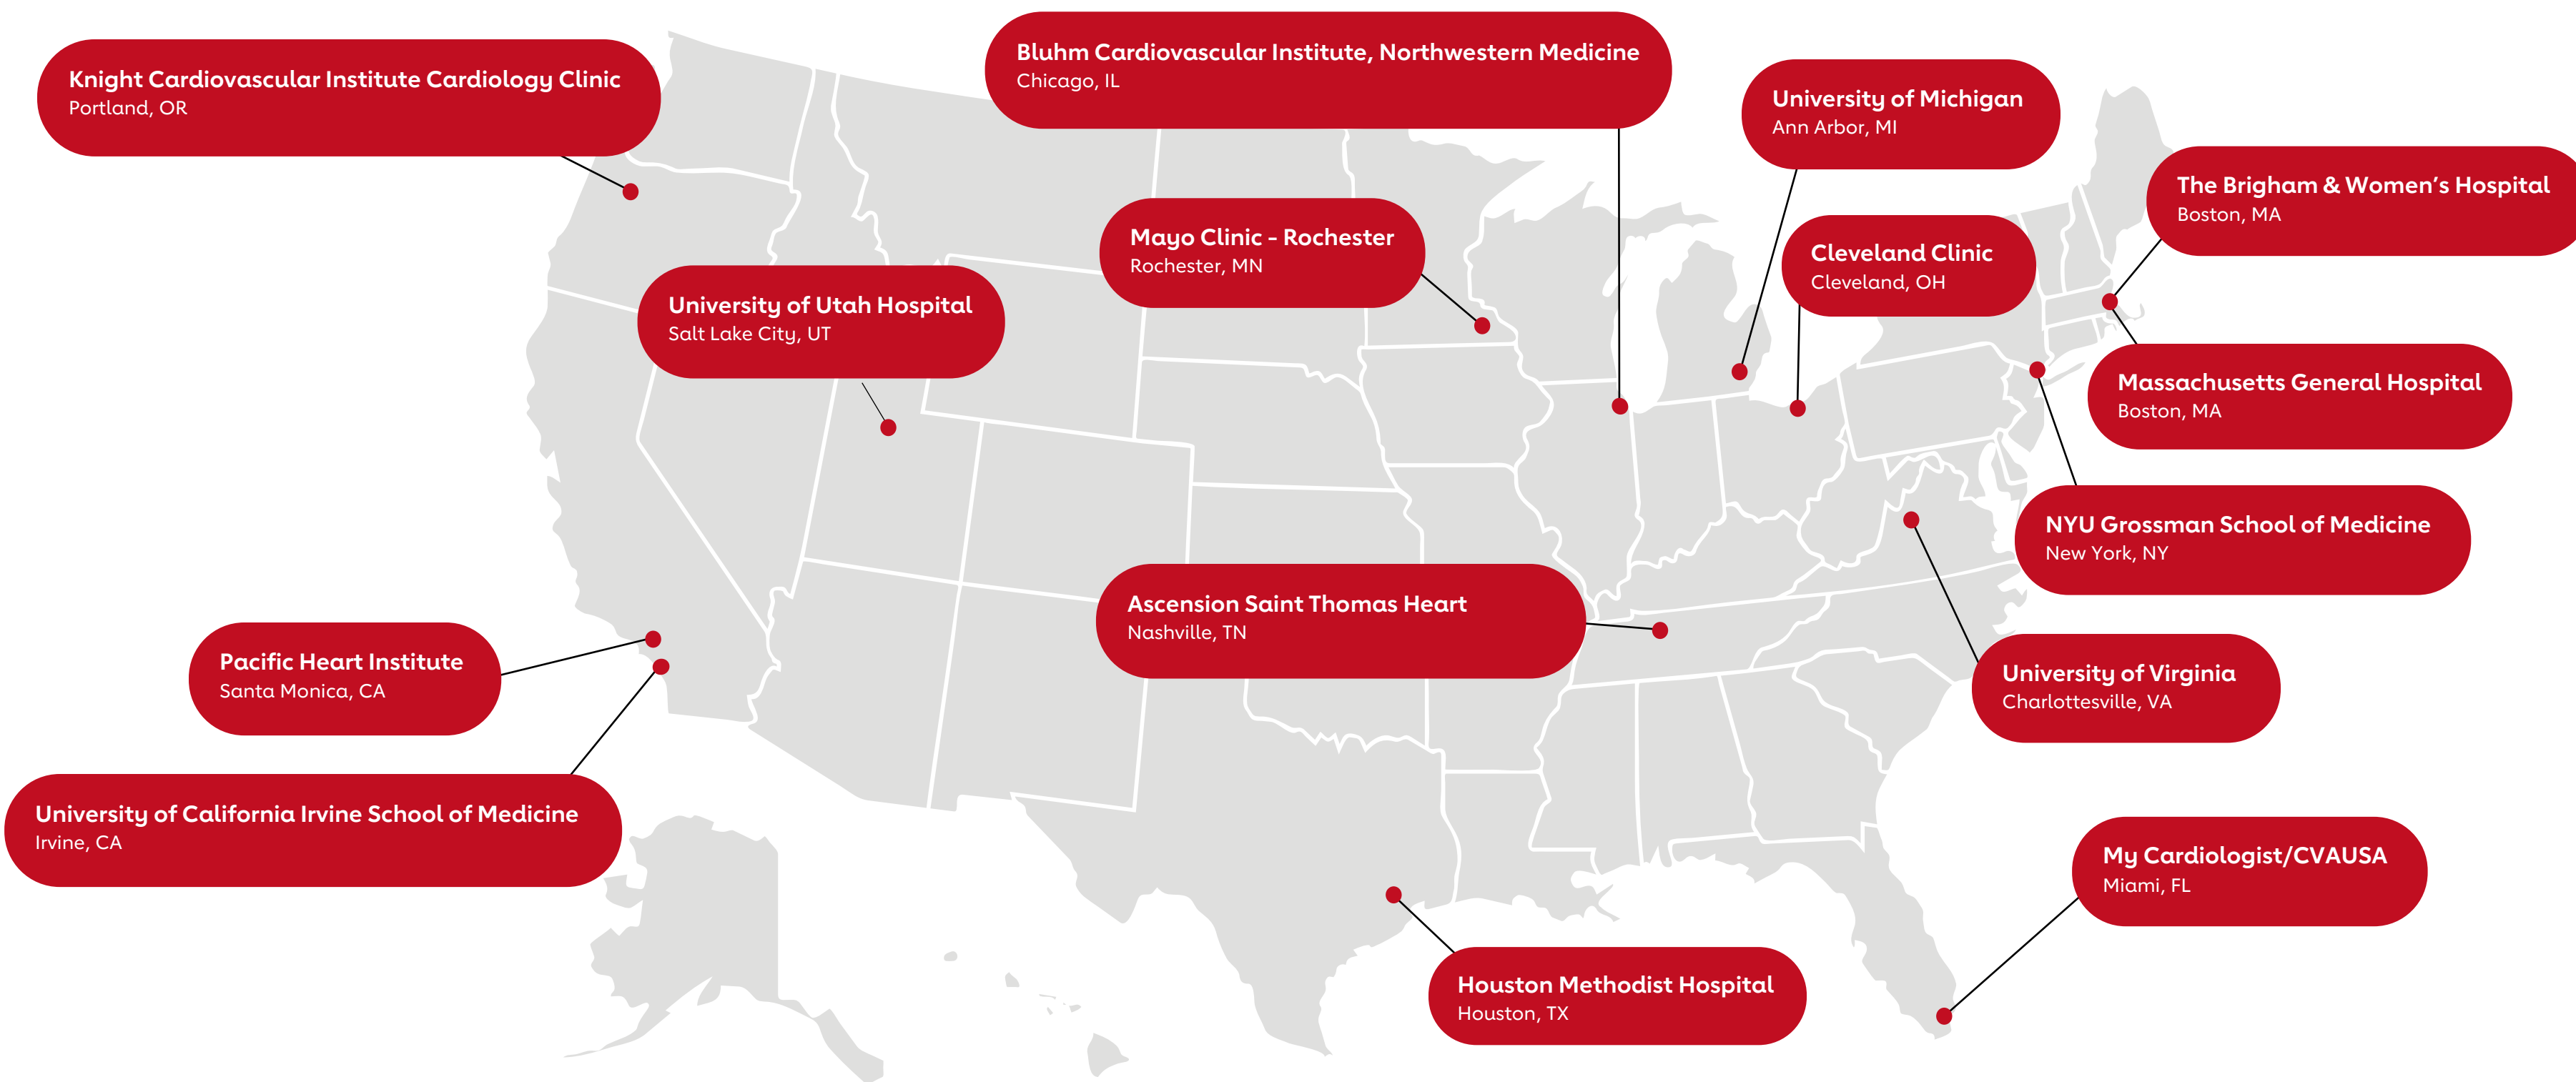 Knight Cardiovascular Institute Cardiology Clinic
Portland, OR
Bluhm Cardiovascular Institute, Northwestern Medicine
Chicago, IL
University of Michigan
Ann Arbor, MI
The Brigham & Women's Hospital
Boston, MA
Mayo Clinic - Rochester
Rochester, MN
Cleveland Clinic
Cleveland, OH
University of Utah Hospital
Salt Lake City, UT
Massachusetts General Hospital
Boston, MA
NYU Grossman School of Medicine
New York, NY
Ascension Saint Thomas Heart
Nashville, TN
Pacific Heart Institute
Santa Monica, CA
University of Virginia
Charlottesville, VA
University of California Irvine School of Medicine
Irvine, CA
My Cardiologist/CVAUSA
Miami, FL
Houston Methodist Hospital
Houston, TX